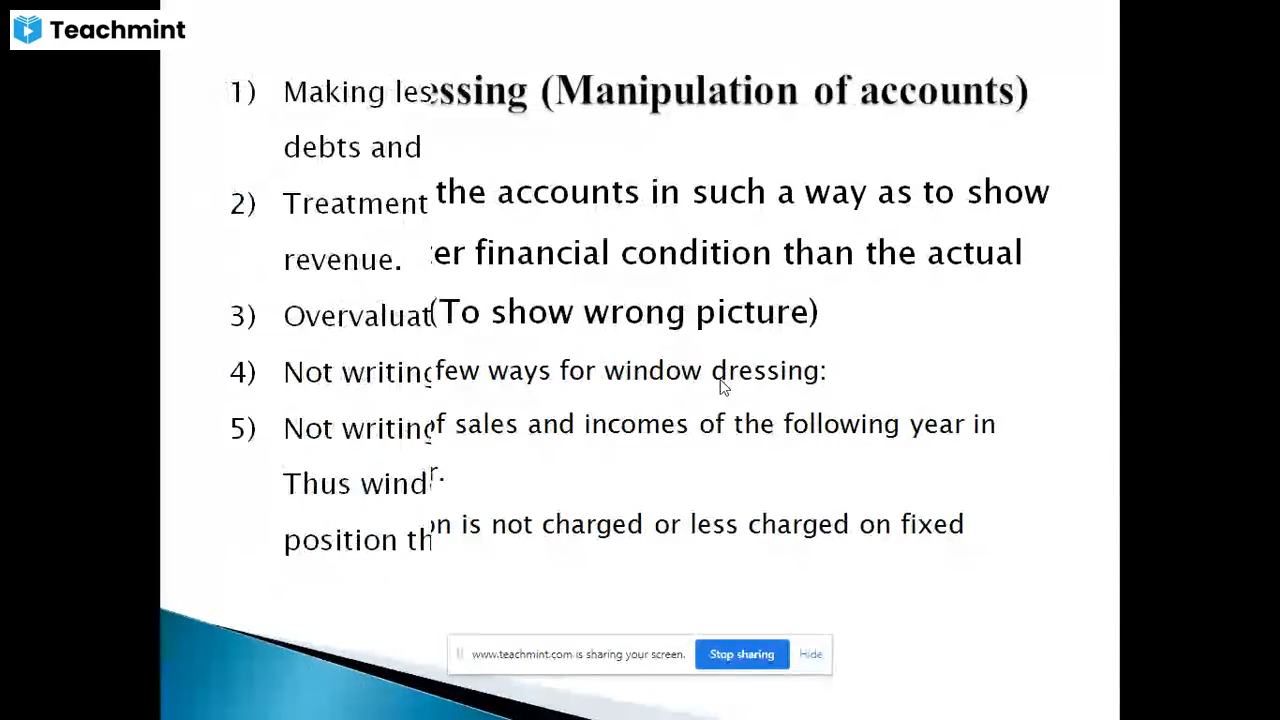 Teachmint
1) Making
essing (Manipulation of accounts)
debts and
the accounts in such a way as to show
2) Treatment
er financial condition than the actual
revenue.
3) Overvaluat
(To show wrong picture)
4) Not writing
few ways for window dressing:
5) Not writing
of sales and incomes of the following year in
Thus wind
r.
on is not charged or less charged on fixed
position th
www.teachmint.com is sharing your screen. Stop sharing Hide